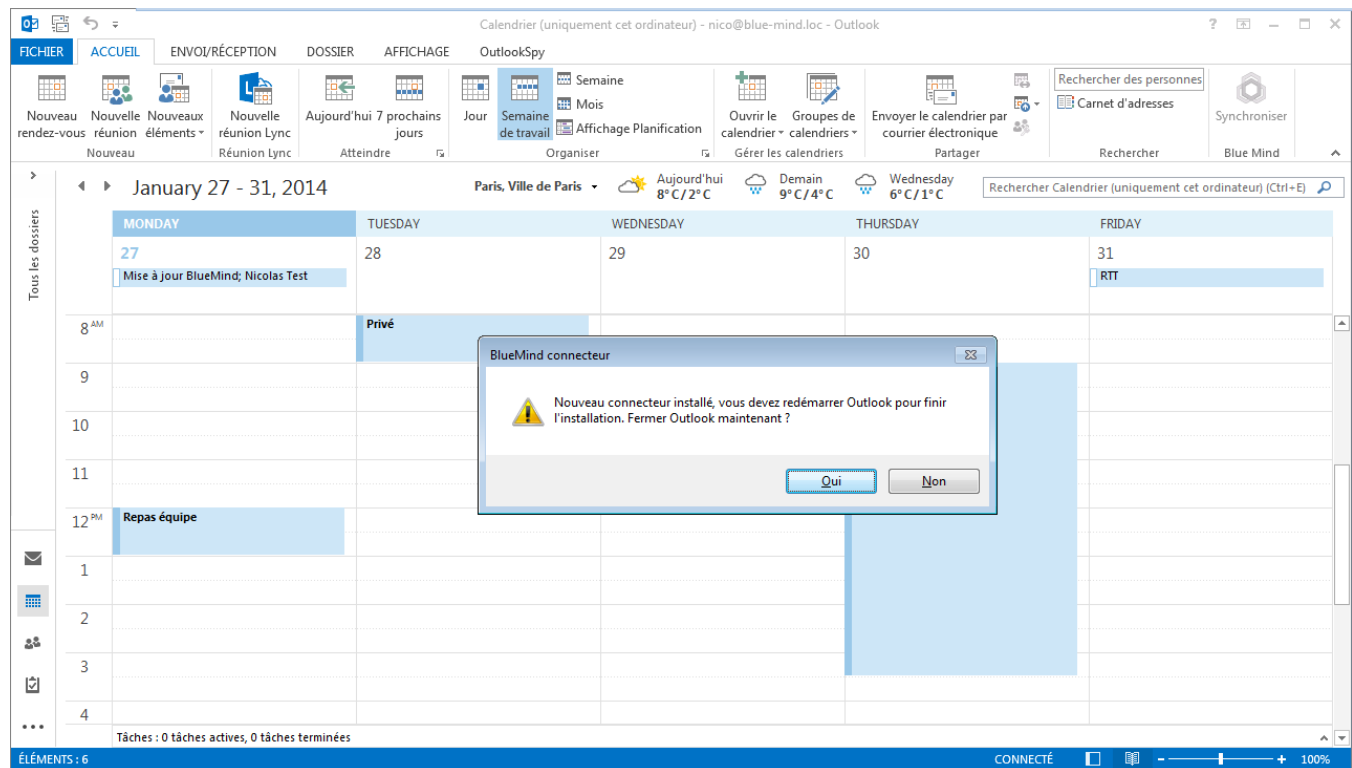 Calendrier (uniquement cet ordinateur) - nico@blue-mind.loc - Outlook
FICHIER ACCUEIL ENVOI/RÉCEPTION DOSSIER AFFICHAGE OutlookSpy
Nouveau rendez-vous
Nouvelle réunion
Nouveaux éléments
Nouveau
Nouvelle réunion Lync
Réunion Lync
Aujourd'hui
7 prochains jours
Atteindre
Jour
Semaine de travail
Semaine
Mois
Affichage Planification
Organiser
Ouvrir le calendrier
Groupes de calendriers
Gérer les calendriers
Envoyer le calendrier par courrier électronique
Partager
Rechercher des personnes
Carnet d'adresses
Rechercher
Synchroniser
Blue Mind
Tous les dossiers
January 27 - 31, 2014
Paris, Ville de Paris
Aujourd'hui
8°C/2°C
Demain
9°C/4°C
Wednesday
6°C/1°C
Rechercher Calendrier (uniquement cet ordinateur) (Ctrl+E)
MONDAY TUESDAY WEDNESDAY THURSDAY FRIDAY
27 28 29 30 31
Mise à jour BlueMind; Nicolas Test
RTT
8 AM
Privé
9
10
11
12 PM
Repas équipe
1
2
3
4
BlueMind connecteur
Nouveau connecteur installé, vous devez redémarrer Outlook pour finir
l'installation. Fermer Outlook maintenant ?
Oui Non
Tâches : 0 tâches actives, 0 tâches terminées
ÉLÉMENTS : 6
CONNECTÉ
100%